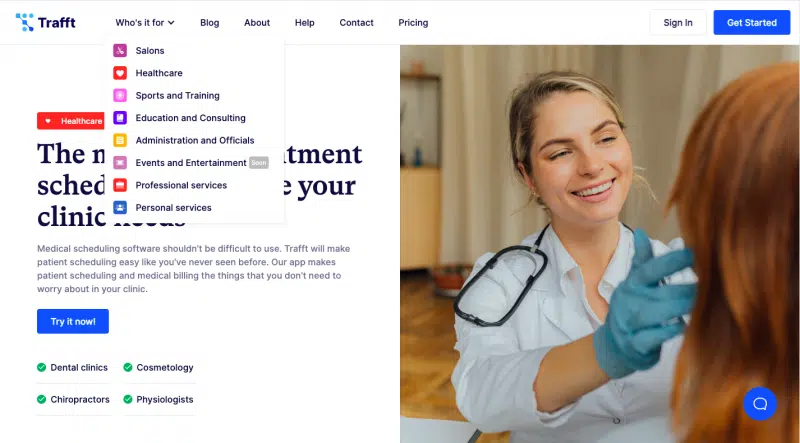 Trafft
Who's it for
Blog
About
Help
Contact
Pricing
Sign In
Get Started
Salons
Healthcare
Sports and Training
Education and Consulting
Administration and Officials
Events and Entertainment Soon
Professional services
Personal services
Healthcare
The
tment
sched
e your
clinic needs
Medical scheduling software shouldn't be difficult to use. Trafft will make
patient scheduling easy like you've never seen before. Our app makes
patient scheduling and medical billing the things that you don't need to
worry about in your clinic.
Try it now!
Dental clinics
Cosmetology
Chiropractors
Physiologists